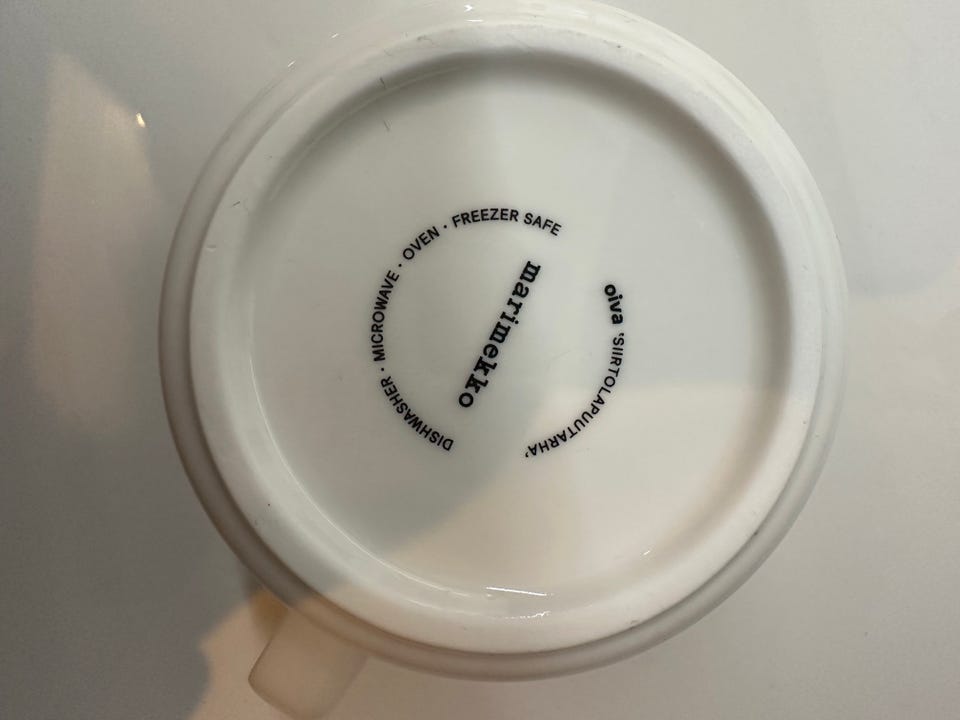 DISHWASHER · MICROWAVE · OVEN · FREEZER SAFE
marimekko
oiva 'SIIRTOLAPUUTARHA'